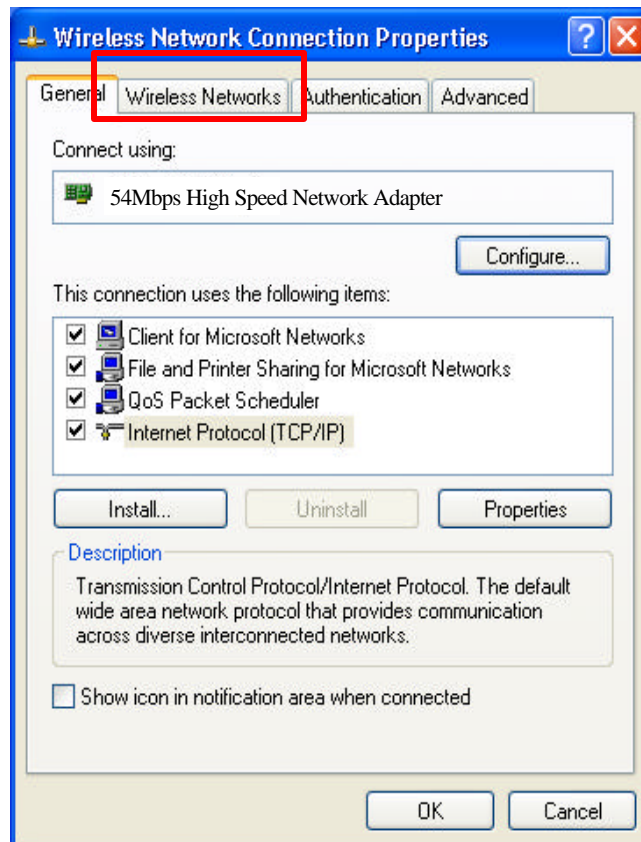 Wireless Network Connection Properties
General Wireless Networks Authentication Advanced
Connect using:
54Mbps High Speed Network Adapter
Configure...
This connection uses the following items:
Client for Microsoft Networks
File and Printer Sharing for Microsoft Networks
QoS Packet Scheduler
Internet Protocol (TCP/IP)
Install... Uninstall Properties
Description
Transmission Control Protocol/Internet Protocol. The default
wide area network protocol that provides communication
across diverse interconnected networks.
Show icon in notification area when connected
OK Cancel